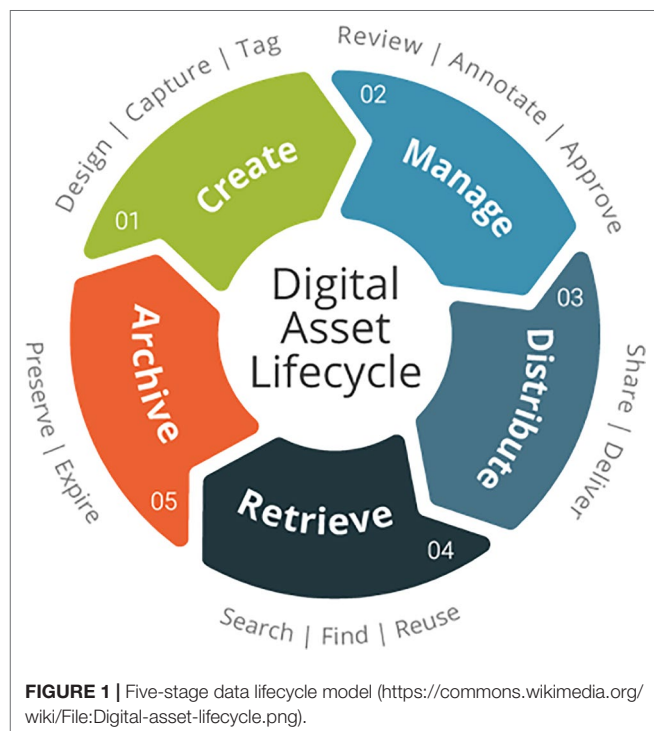 Design | Capture | Tag
01
Create
Review | Annotate | Approve
02
Manage
03
Distribute
Share | Deliver
04
Retrieve
Search | Find | Reuse
05
Archive
Preserve | Expire
Digital
Asset
Lifecycle
FIGURE 1 | Five-stage data lifecycle model (https://commons.wikimedia.org/
wiki/File:Digital-asset-lifecycle.png).